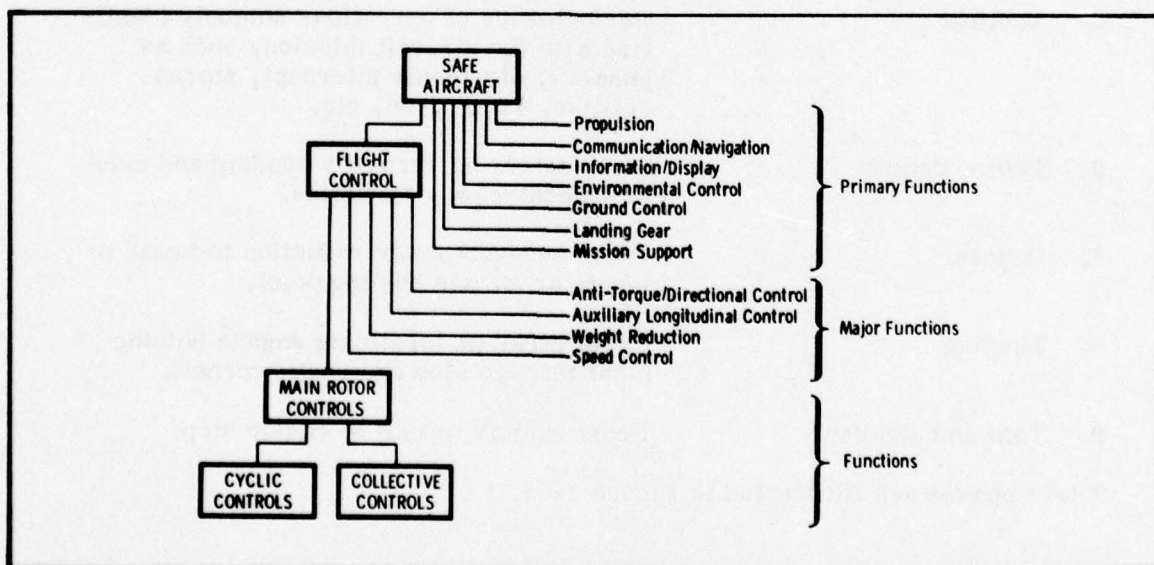 SAFE
AIRCRAFT
Propulsion
Communication/Navigation
FLIGHT
CONTROL
Information/Display
Environmental Control
Primary Functions
Ground Control
Landing Gear
Mission Support
Anti-Torque/Directional Control
Auxiliary Longitudinal Control
Major Functions
Weight Reduction
Speed Control
MAIN ROTOR
CONTROLS
Functions
CYCLIC
CONTROLS
COLLECTIVE
CONTROLS